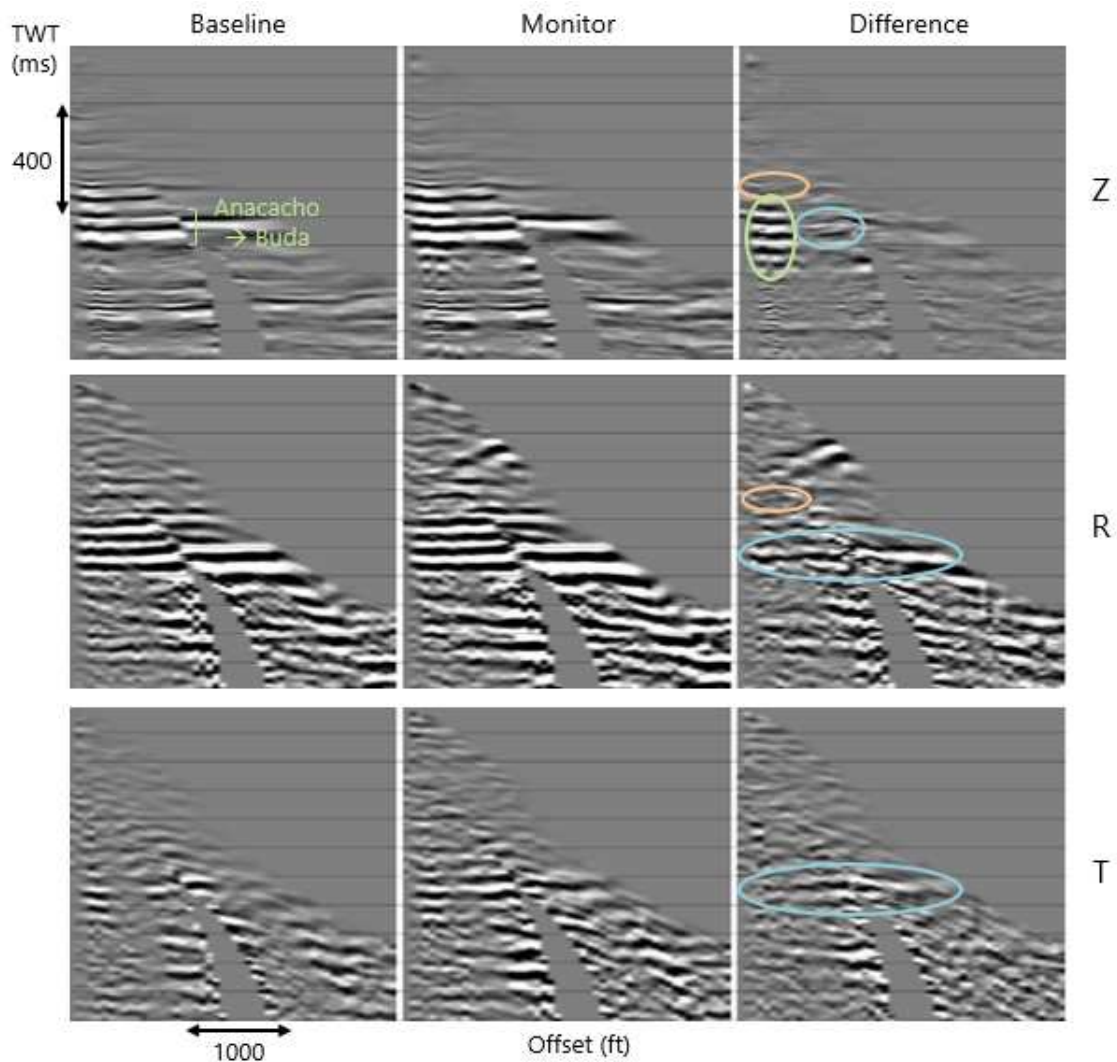 TWT
(ms)
Baseline
Monitor
Difference
400
Anacacho
→ Buda
Z
R
T
1000
Offset (ft)